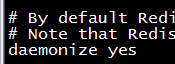 # By default Redi
# Note that Redis
daemonize yes